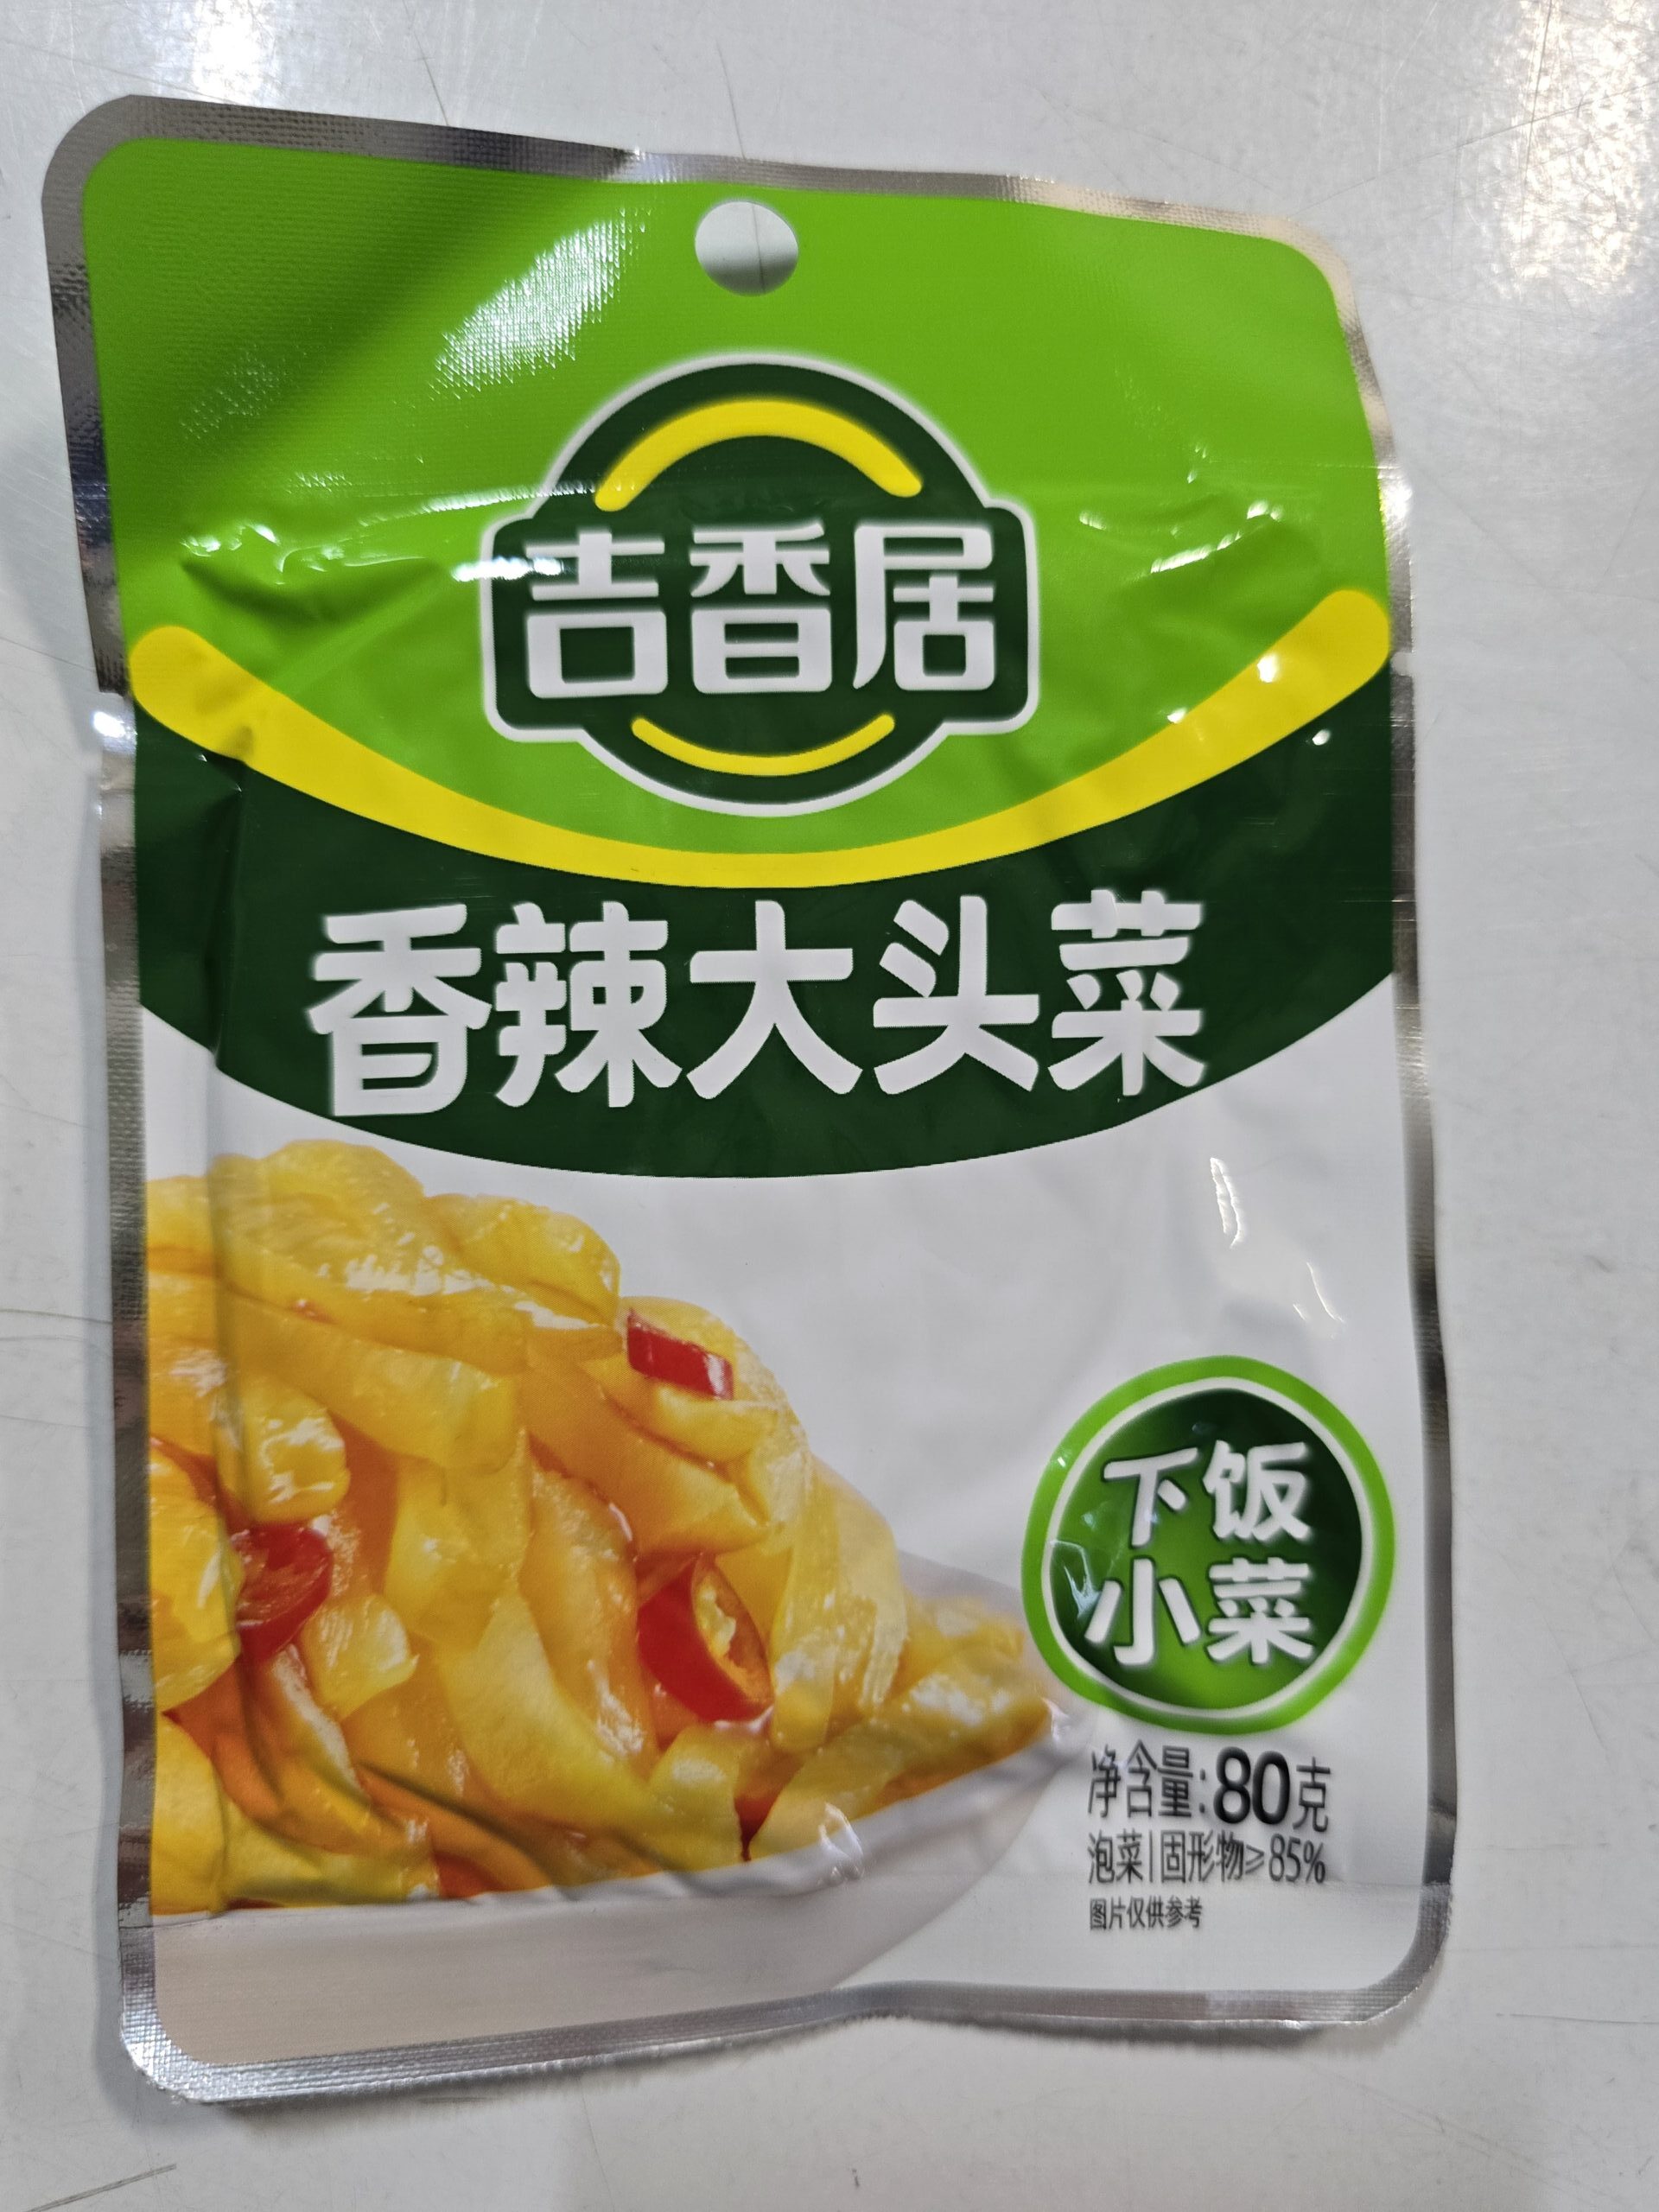 吉香居
香辣大头菜
下饭
小菜
净含量:80克
泡菜|固形物≥85%
图片仅供参考